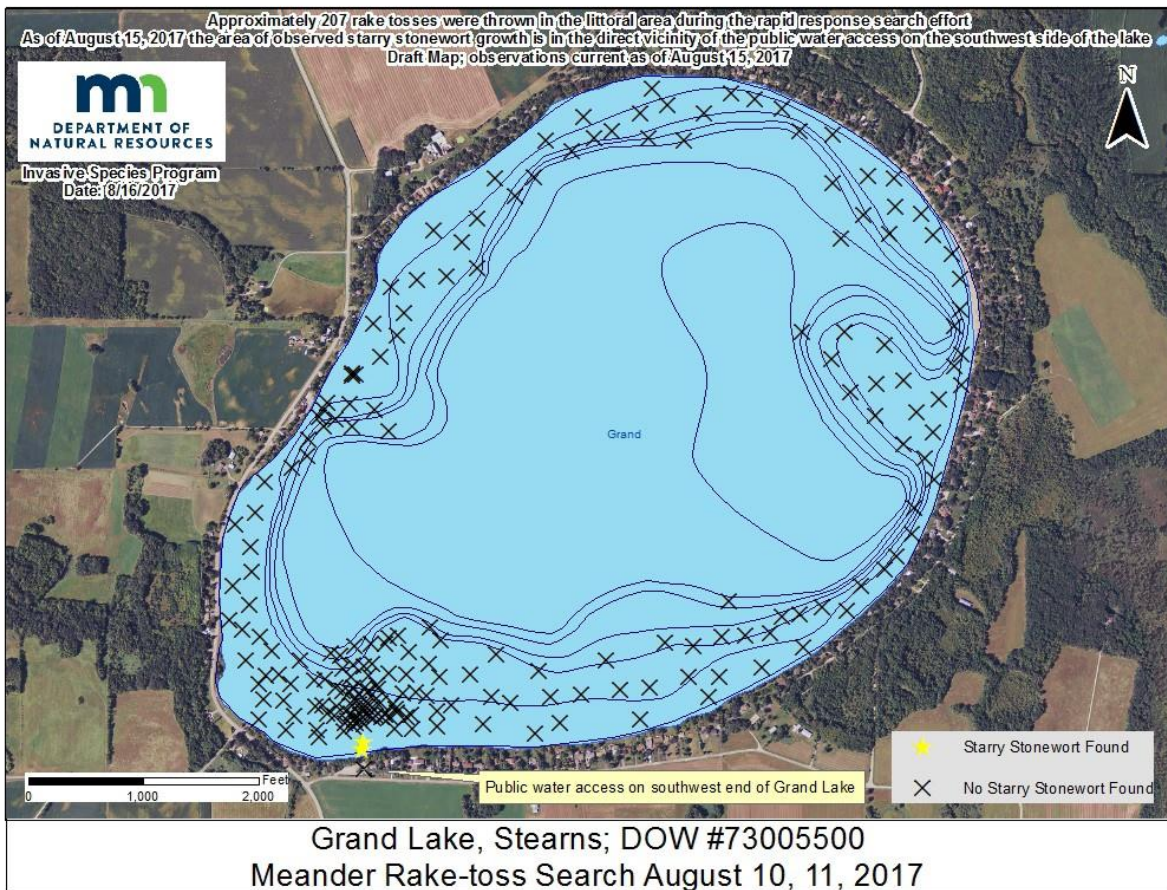 Approximately 207 rake tosses were thrown in the littoral area during the rapid response search effort
As of August 15, 2017 the area of observed starry stonewort growth is in the direct vicinity of the public water access on the southwest side of the lake
Draft Map; observations current as of August 15, 2017
mn
DEPARTMENT OF
NATURAL RESOURCES
Invasive Species Program
Date: 8/16/2017
N
Grand
Starry Stonewort Found
No Starry Stonewort Found
Feet
0 1,000 2,000
Public water access on southwest end of Grand Lake
Grand Lake, Stearns; DOW #73005500
Meander Rake-toss Search August 10, 11, 2017